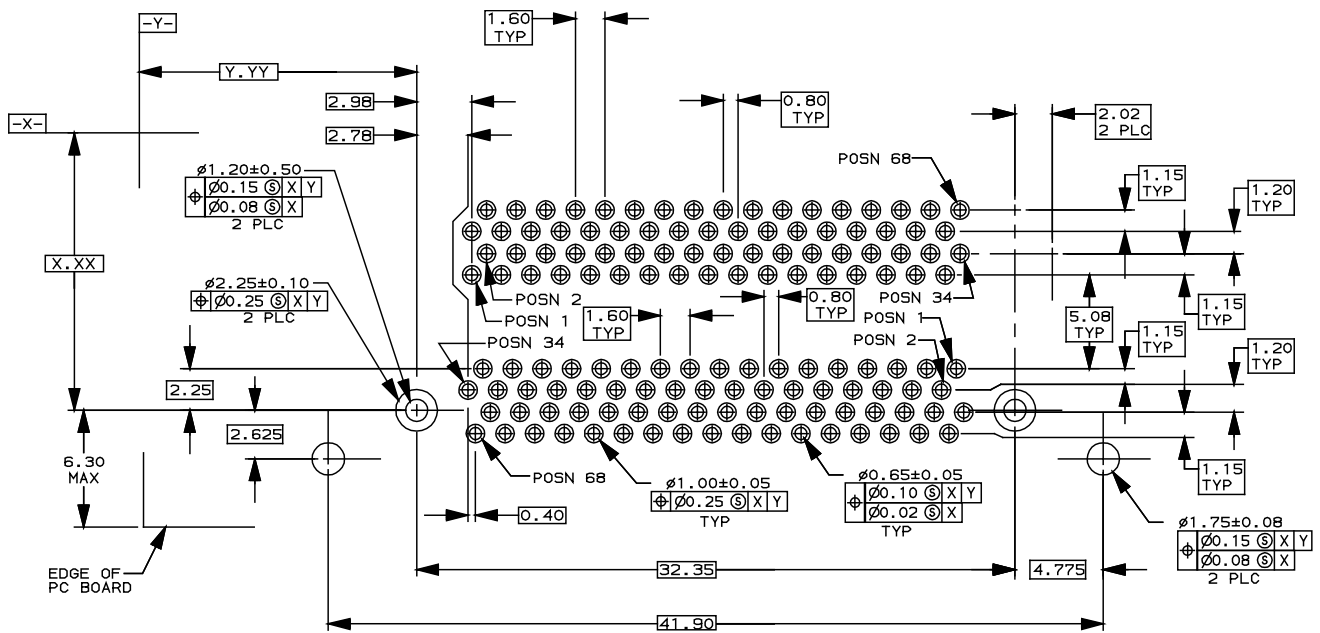 -Y-
1.60
TYP
Y.YY
2.98
0.80
TYP
2.02
2 PLC
-X-
2.78
POSN 68
ø1.20±0.50
Ø0.15 Ⓢ X Y
Ø0.08 Ⓢ X
2 PLC
1.15
TYP
1.20
TYP
X.XX
ø2.25±0.10
Ø0.25 Ⓢ X Y
2 PLC
POSN 2
POSN 1
POSN 34
1.60
TYP
0.80
TYP
POSN 34
POSN 1
POSN 2
5.08
TYP
1.15
TYP
1.15
TYP
1.20
TYP
2.25
2.625
6.30
MAX
POSN 68
ø1.00±0.05
Ø0.25 Ⓢ X Y
TYP
ø0.65±0.05
Ø0.10 Ⓢ X Y
Ø0.02 Ⓢ X
TYP
1.15
TYP
0.40
ø1.75±0.08
Ø0.15 Ⓢ X Y
Ø0.08 Ⓢ X
2 PLC
EDGE OF
PC BOARD
32.35
4.775
41.90